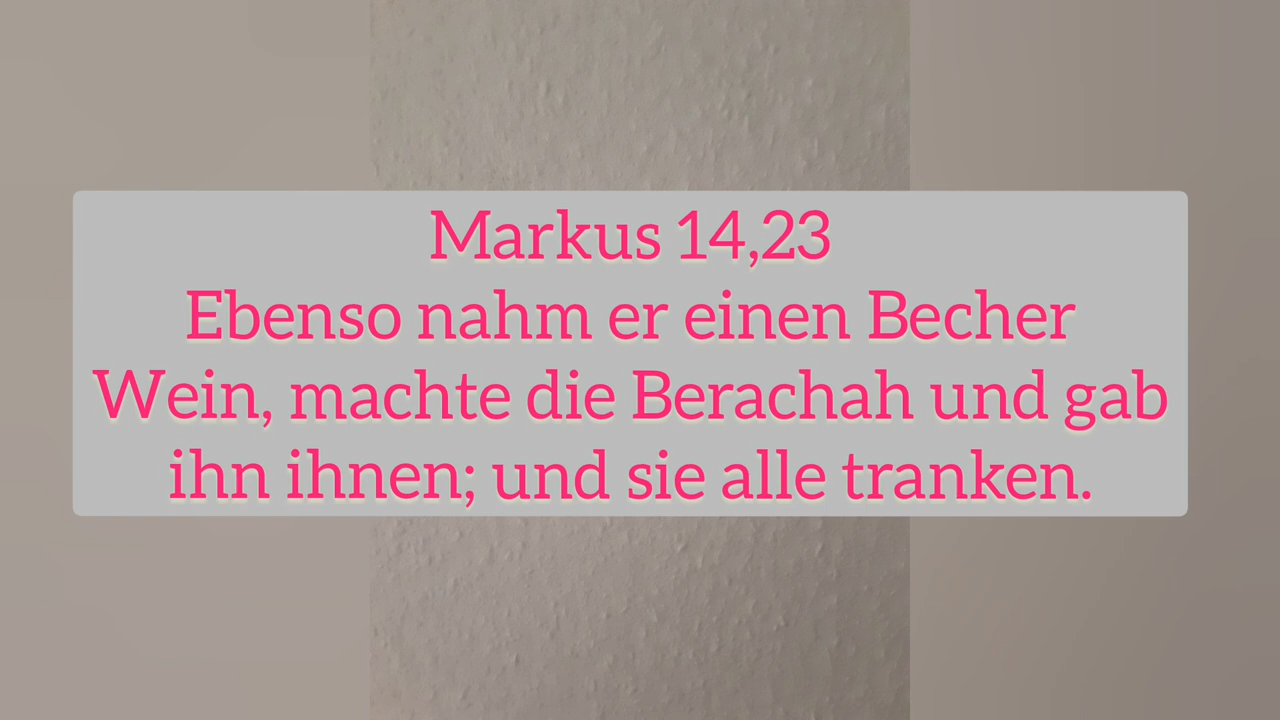 Markus 14,23
Ebenso nahm er einen Becher
Wein, machte die Berachah und gab
ihn ihnen; und sie alle tranken.